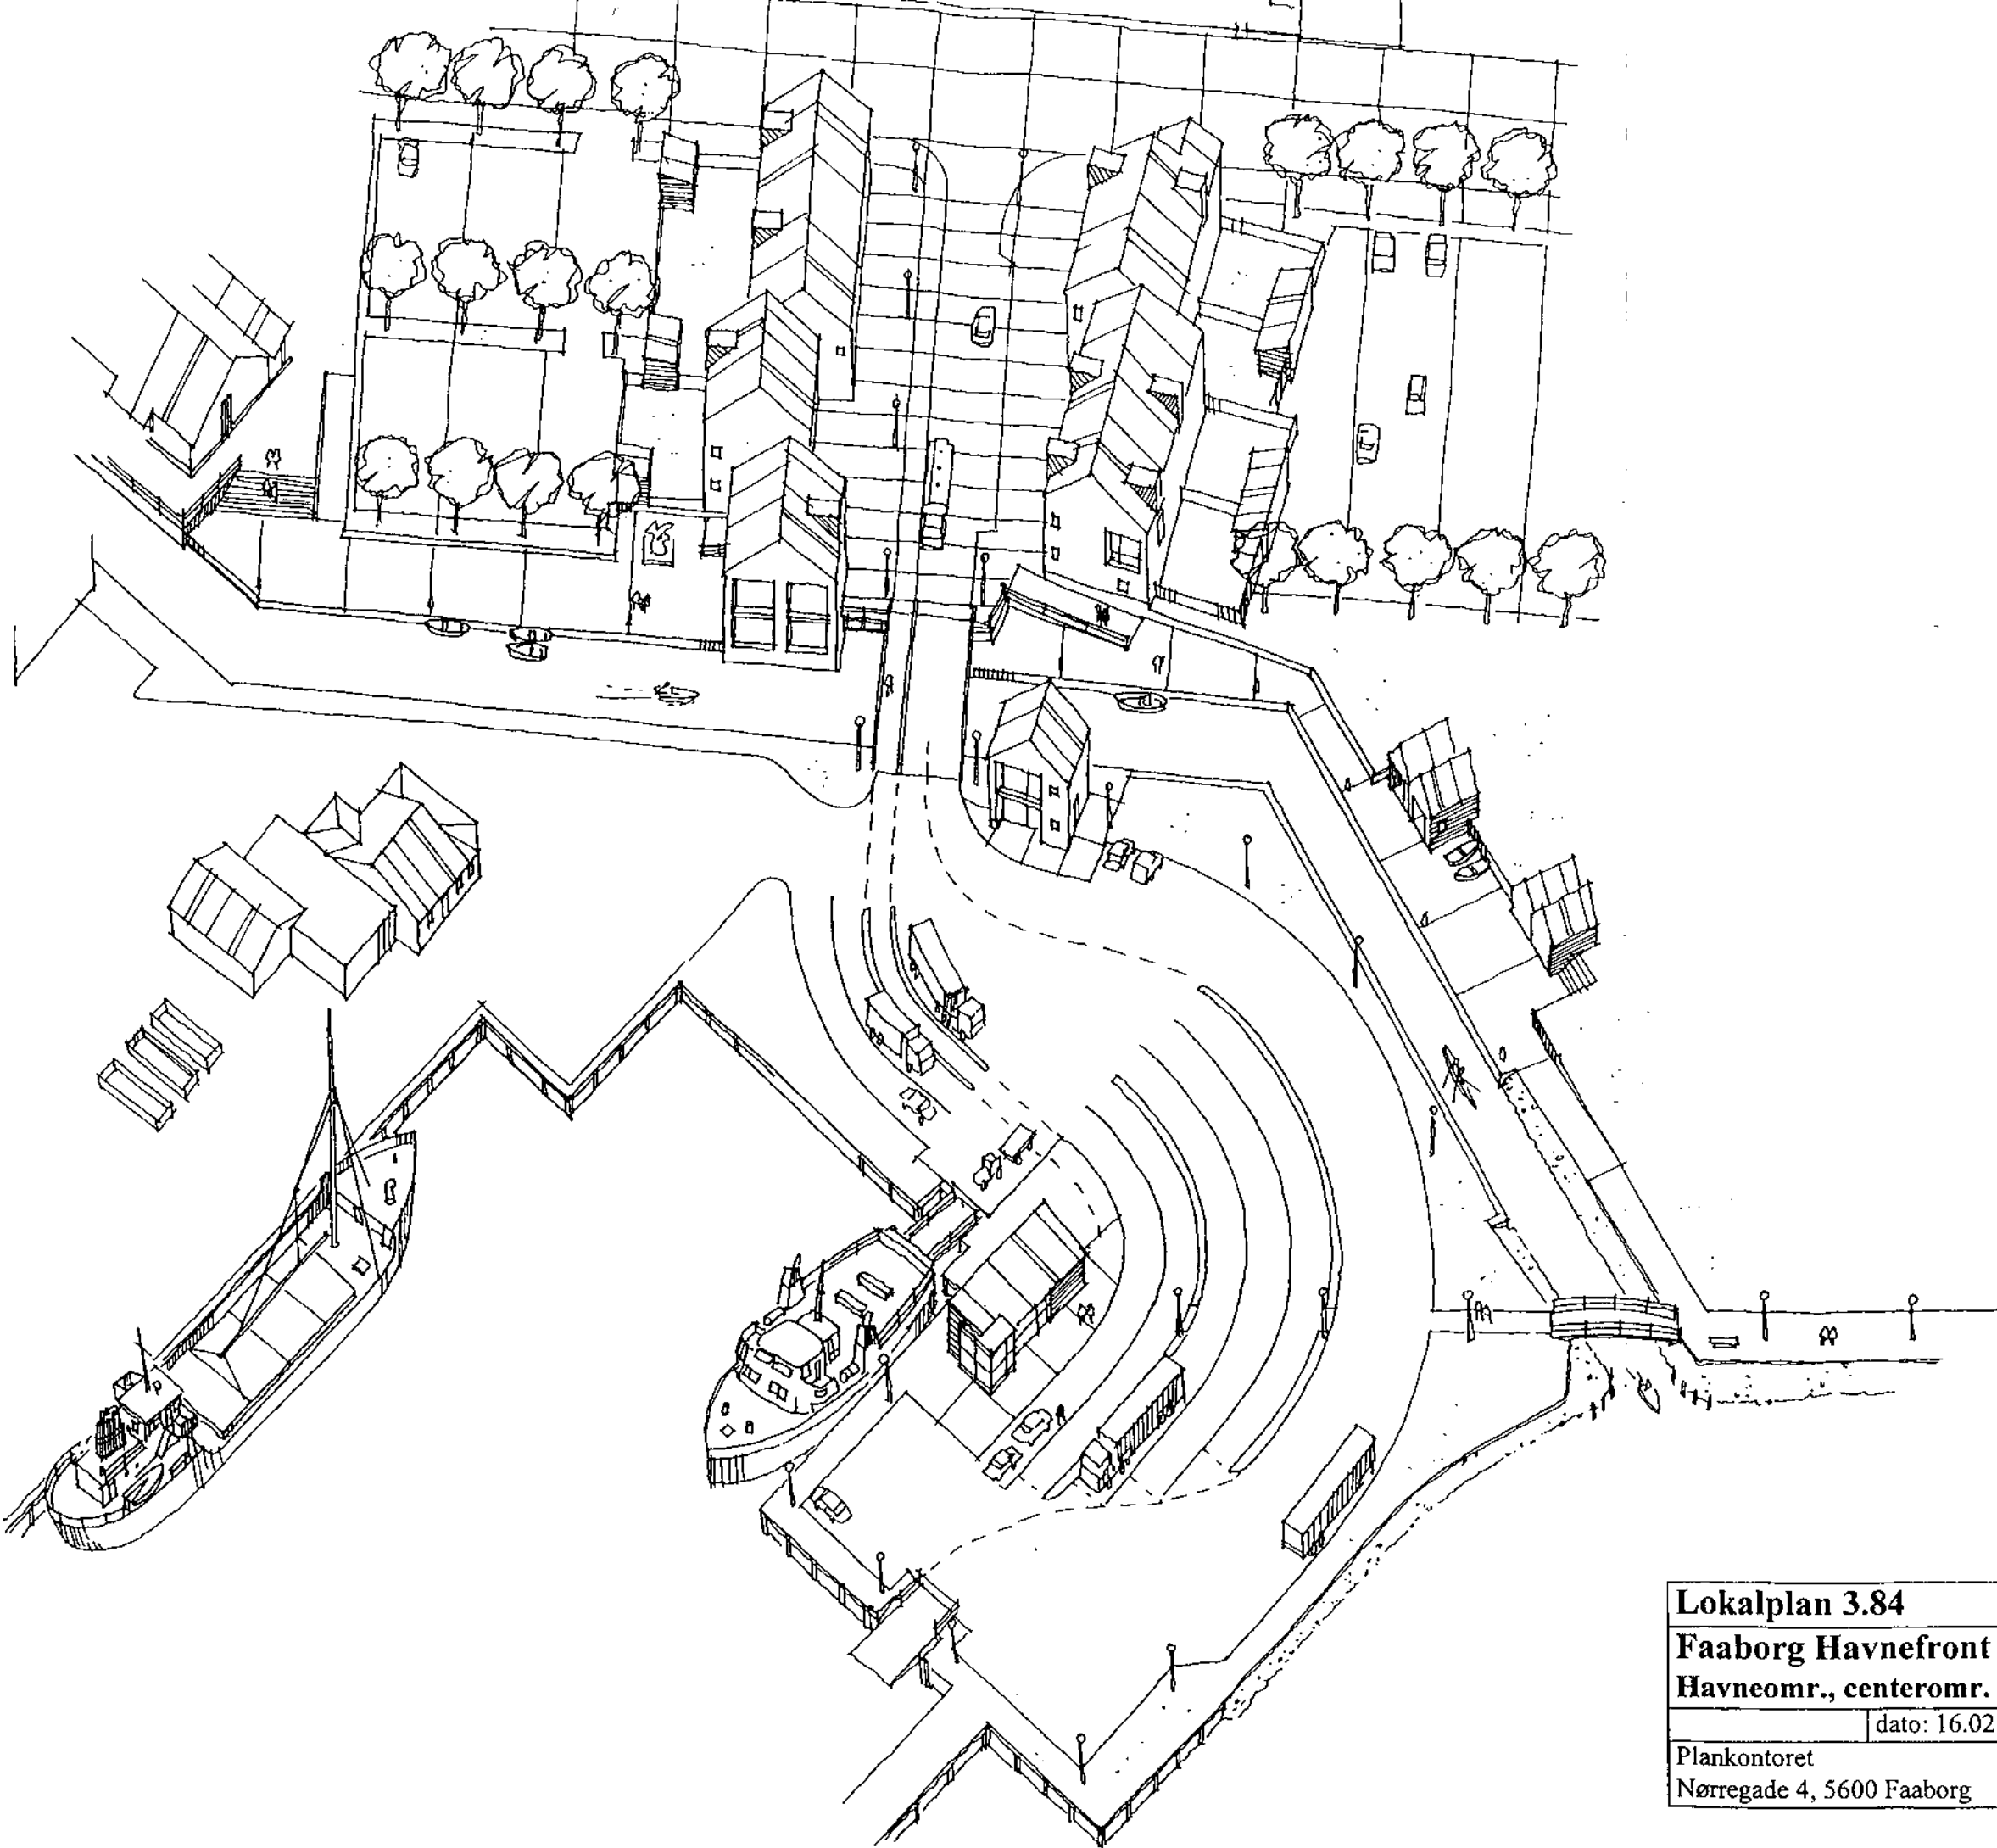 Lokalplan 3.84
Faaborg Havnefront
Havneomr., centeromr.
dato: 16.02
Plankontoret
Nørregade 4, 5600 Faaborg